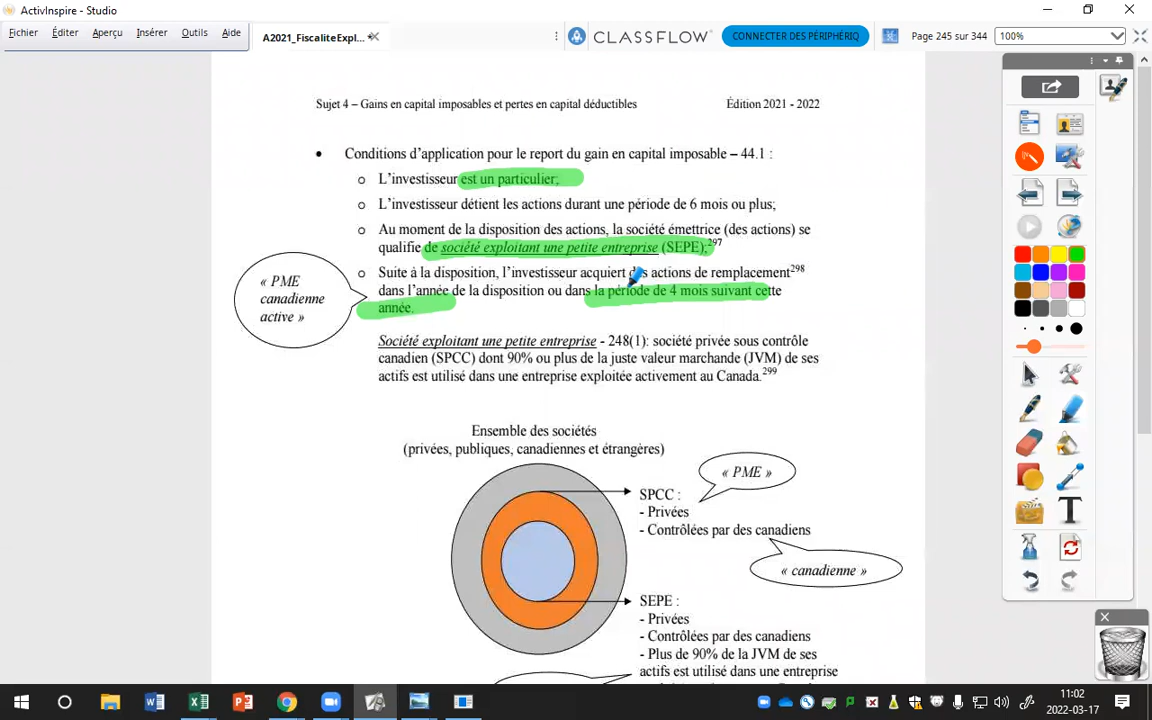 ActivInspire - Studio
Fichier Éditer Aperçu Insérer Outils Aide
A2021_FiscaliteExpl...
CLASSFLOW
CONNECTER DES PÉRIPHÉRIQ
Page 245 sur 344
100%
Sujet 4 – Gains en capital imposables et pertes en capital déductibles Édition 2021 - 2022
• Conditions d'application pour le report du gain en capital imposable – 44.1 :
o L'investisseur est un particulier;
o L'investisseur détient les actions durant une période de 6 mois ou plus;
o Au moment de la disposition des actions, la société émettrice (des actions) se
qualifie de société exploitant une petite entreprise (SEPE);297
o Suite à la disposition, l'investisseur acquiert des actions de remplacement298
dans l'année de la disposition ou dans la période de 4 mois suivant cette
année.
« PME
canadienne
active »
Société exploitant une petite entreprise - 248(1): société privée sous contrôle
canadien (SPCC) dont 90% ou plus de la juste valeur marchande (JVM) de ses
actifs est utilisé dans une entreprise exploitée activement au Canada.299
Ensemble des sociétés
(privées, publiques, canadiennes et étrangères)
« PME »
SPCC :
- Privées
- Contrôlées par des canadiens
« canadienne »
SEPE :
- Privées
- Contrôlées par des canadiens
- Plus de 90% de la JVM de ses
actifs est utilisé dans une entreprise
11:02
2022-03-17